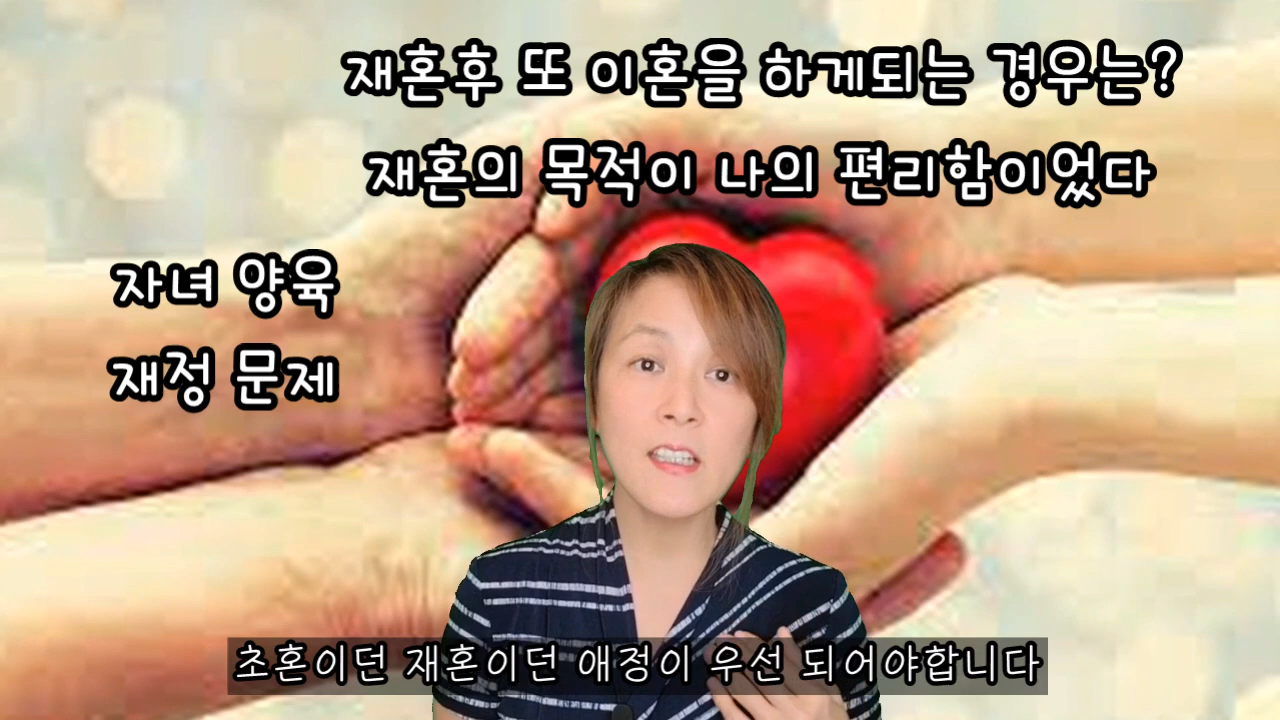 재혼후 또 이혼을 하게되는 경우는?
재혼의 목적이 나의 편리함이었다
자녀 양육
재정 문제
초혼이던 재혼이던 애정이 우선 되어야합니다